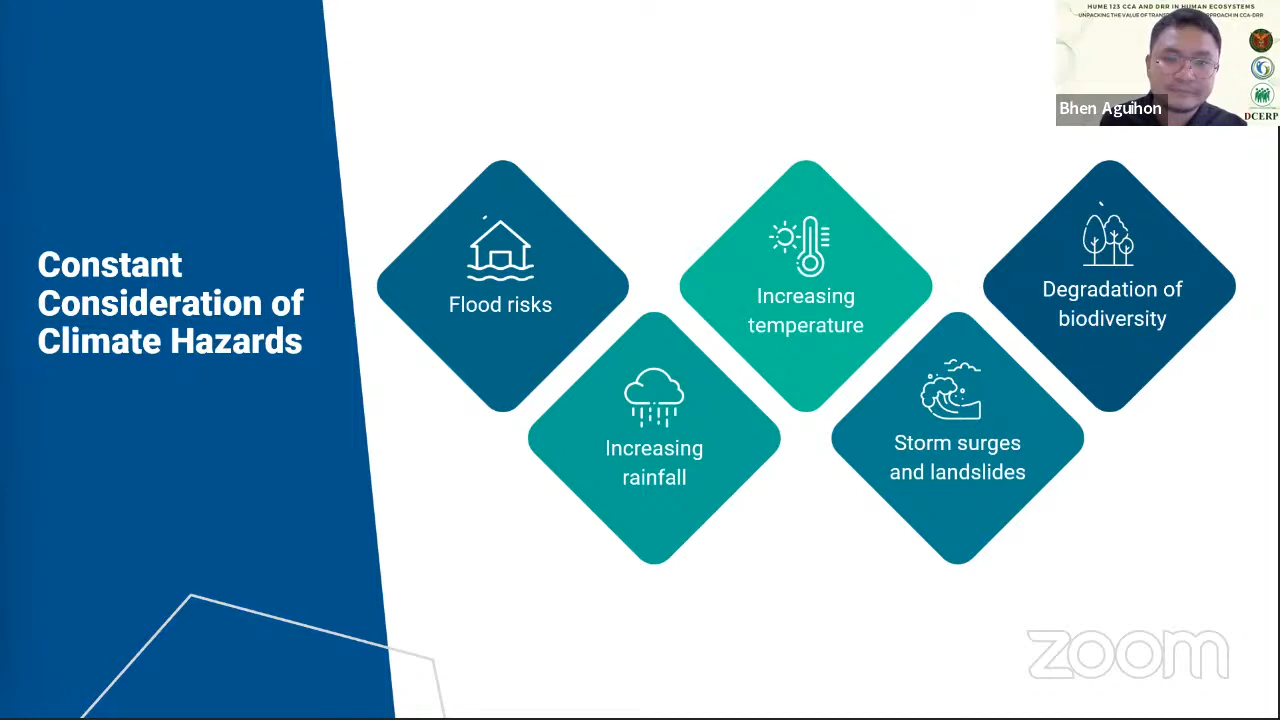 HUME 123 CCA AND DRR IN HUMAN ECOSYSTEMS
Bhen Aguihon
DCERP
Constant
Consideration of
Climate Hazards
Flood risks
Increasing
rainfall
Increasing
temperature
Storm surges
and landslides
Degradation of
biodiversity
zoom